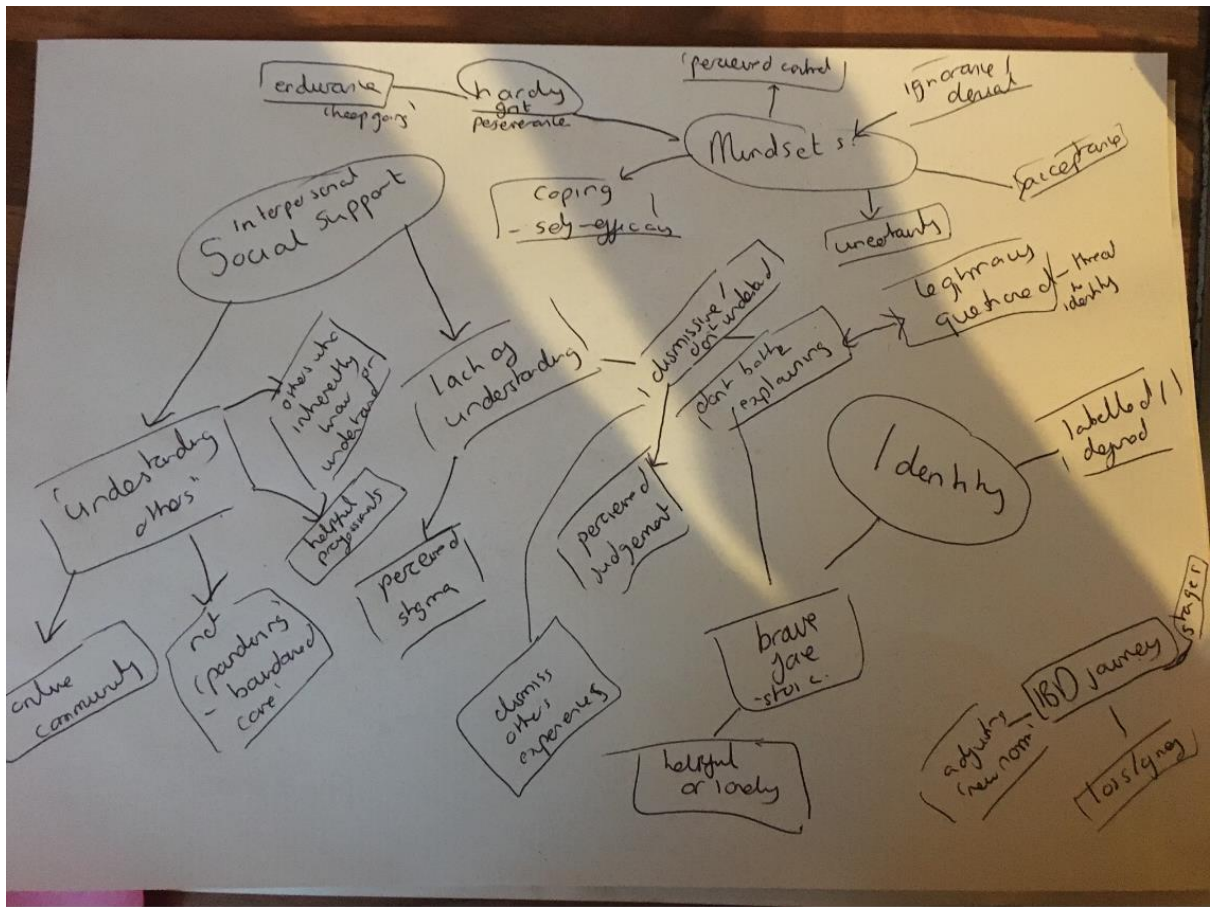 endurance
'keep going'
hardy
grit
perseverance
'perceived control
ignorance /
denial
Mindsets
acceptance
coping
- self-efficacy
uncertainty
interpersonal
Social Support
legitimacy
questioned
- threat
to
identity
dismissive /
don't understand
don't bother
explaining
lack of
understanding
others who
inherently
know or
understand
'understanding
others'
helpful
professionals
Identity
labelled /
defined
perceived
judgement
perceived
stigma
online
community
not
'pandering'
- boundaried
care'
dismiss
others
experiences
brave
face
- stoic
helpful
or lonely
stages
IBD journey
adjusting
'new norm'
loss/grief